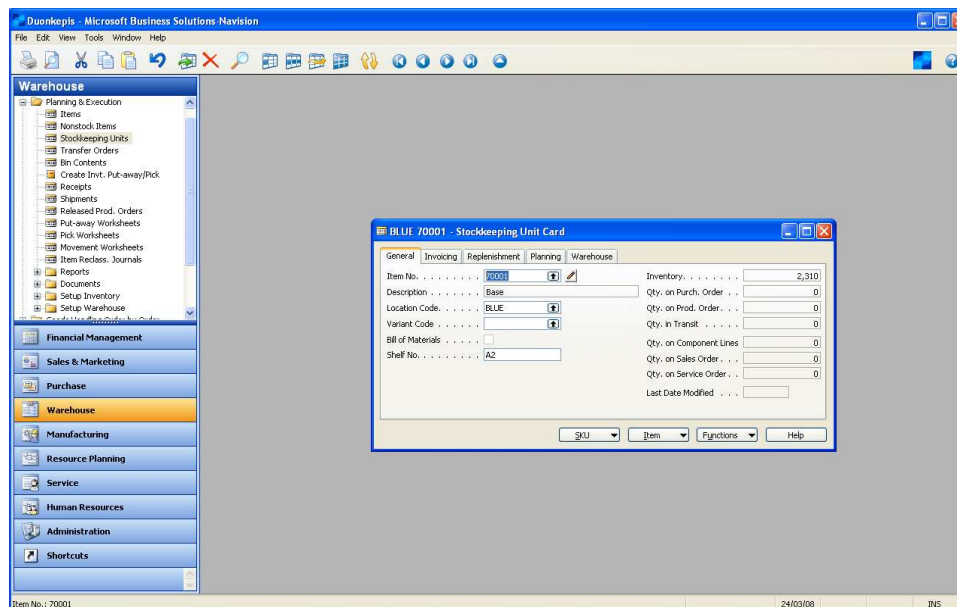 Duonkepis - Microsoft Business Solutions-Navision
File Edit View Tools Window Help
Warehouse
Planning & Execution
Items
Nonstock Items
Stockkeeping Units
Transfer Orders
Bin Contents
Create Invt. Put-away/Pick
Receipts
Shipments
Released Prod. Orders
Put-away Worksheets
Pick Worksheets
Movement Worksheets
Item Reclass. Journals
Reports
Documents
Setup Inventory
Setup Warehouse
Financial Management
Sales & Marketing
Purchase
Warehouse
Manufacturing
Resource Planning
Service
Human Resources
Administration
Shortcuts
BLUE 70001 - Stockkeeping Unit Card
General Invoicing Replenishment Planning Warehouse
Item No. . . . . . . . . . 70001
Description . . . . . . . Base
Location Code. . . . . . BLUE
Variant Code . . . . . .
Bill of Materials . . . . .
Shelf No. . . . . . . . . A2
Inventory. . . . . . . . 2,310
Qty. on Purch. Order . . 0
Qty. on Prod. Order. . . 0
Qty. in Transit . . . . . 0
Qty. on Component Lines 0
Qty. on Sales Order. . . 0
Qty. on Service Order. . 0
Last Date Modified . . .
SKU Item Functions Help
Item No.: 70001 24/03/08 INS